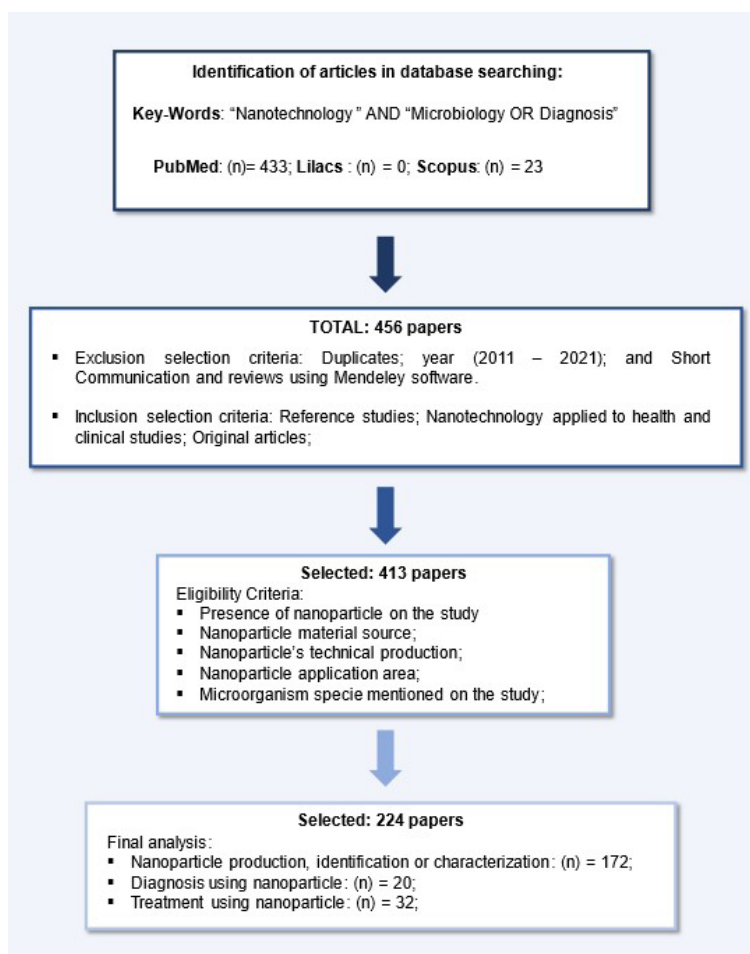 Identification of articles in database searching:
Key-Words: “Nanotechnology ” AND “Microbiology OR Diagnosis”
PubMed: (n)= 433; Lilacs : (n) = 0; Scopus: (n) = 23
TOTAL: 456 papers
▪ Exclusion selection criteria: Duplicates; year (2011 – 2021); and Short
Communication and reviews using Mendeley software.
▪ Inclusion selection criteria: Reference studies; Nanotechnology applied to health and
clinical studies; Original articles;
Selected: 413 papers
Eligibility Criteria:
▪ Presence of nanoparticle on the study
▪ Nanoparticle material source;
▪ Nanoparticle’s technical production;
▪ Nanoparticle application area;
▪ Microorganism specie mentioned on the study;
Selected: 224 papers
Final analysis:
▪ Nanoparticle production, identification or characterization: (n) = 172;
▪ Diagnosis using nanoparticle: (n) = 20;
▪ Treatment using nanoparticle: (n) = 32;